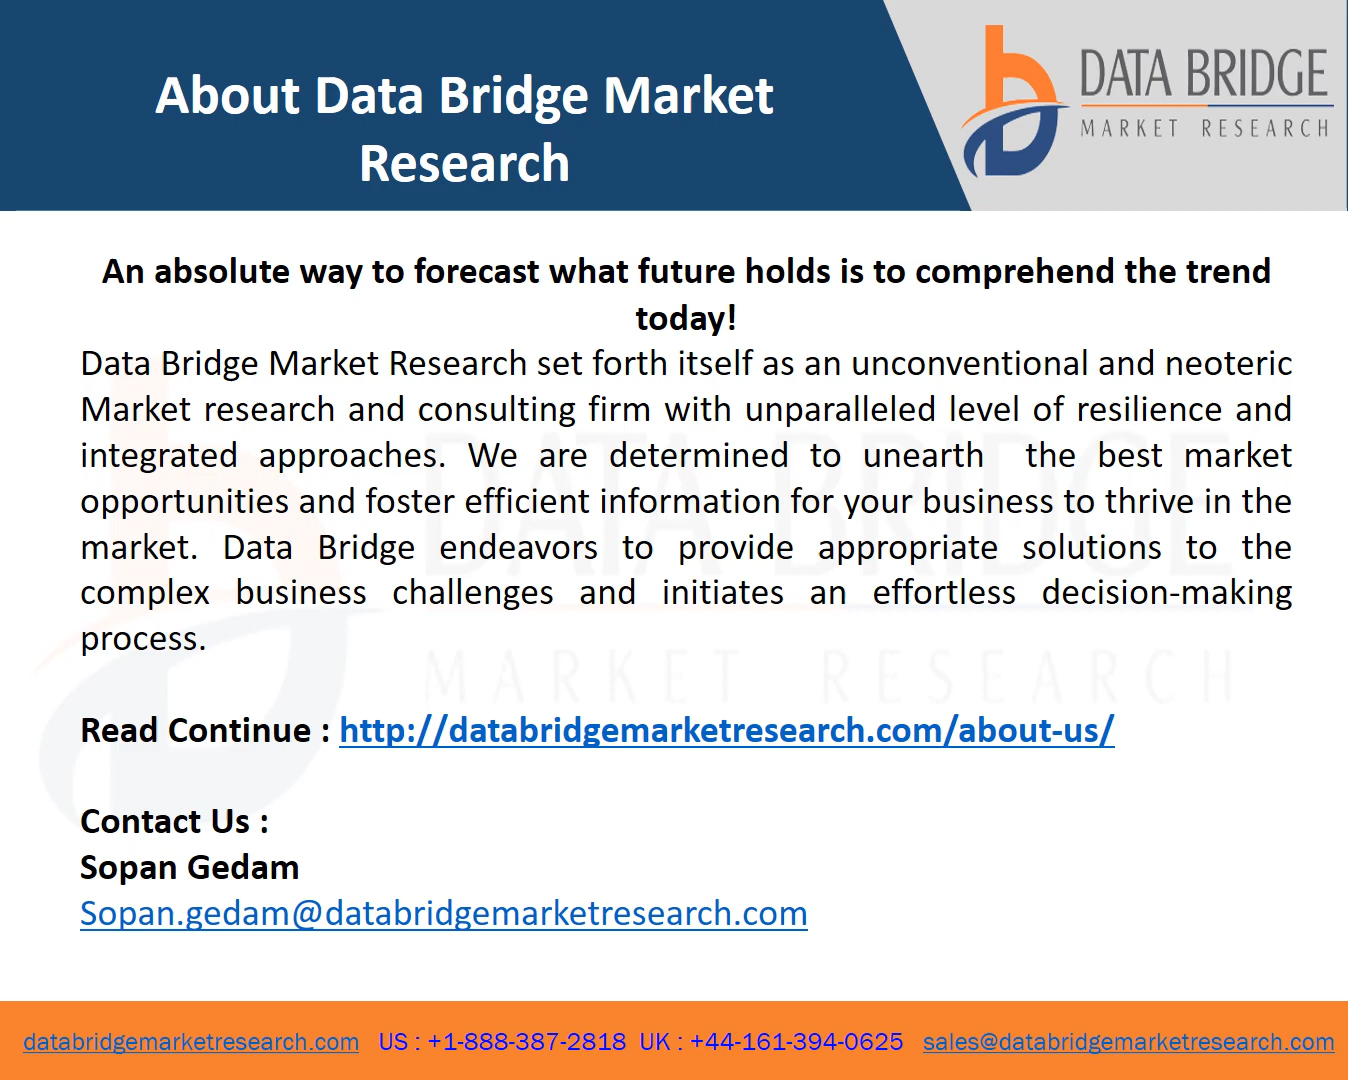 About Data Bridge Market
Research
DATA BRIDGE
MARKET RESEARCH
An absolute way to forecast what future holds is to comprehend the trend
today!
Data Bridge Market Research set forth itself as an unconventional and neoteric
Market research and consulting firm with unparalleled level of resilience and
integrated approaches. We are determined to unearth the best market
opportunities and foster efficient information for your business to thrive in the
market. Data Bridge endeavors to provide appropriate solutions to the
complex business challenges and initiates an effortless decision-making
process.
DATA BRIDGE
MARKET RESEARCH
Read Continue : http://databridgemarketresearch.com/about-us/
Contact Us :
Sopan Gedam
Sopan.gedam@databridgemarketresearch.com
databridgemarketresearch.com US : +1-888-387-2818 UK : +44-161-394-0625 sales@databridgemarketresearch.com